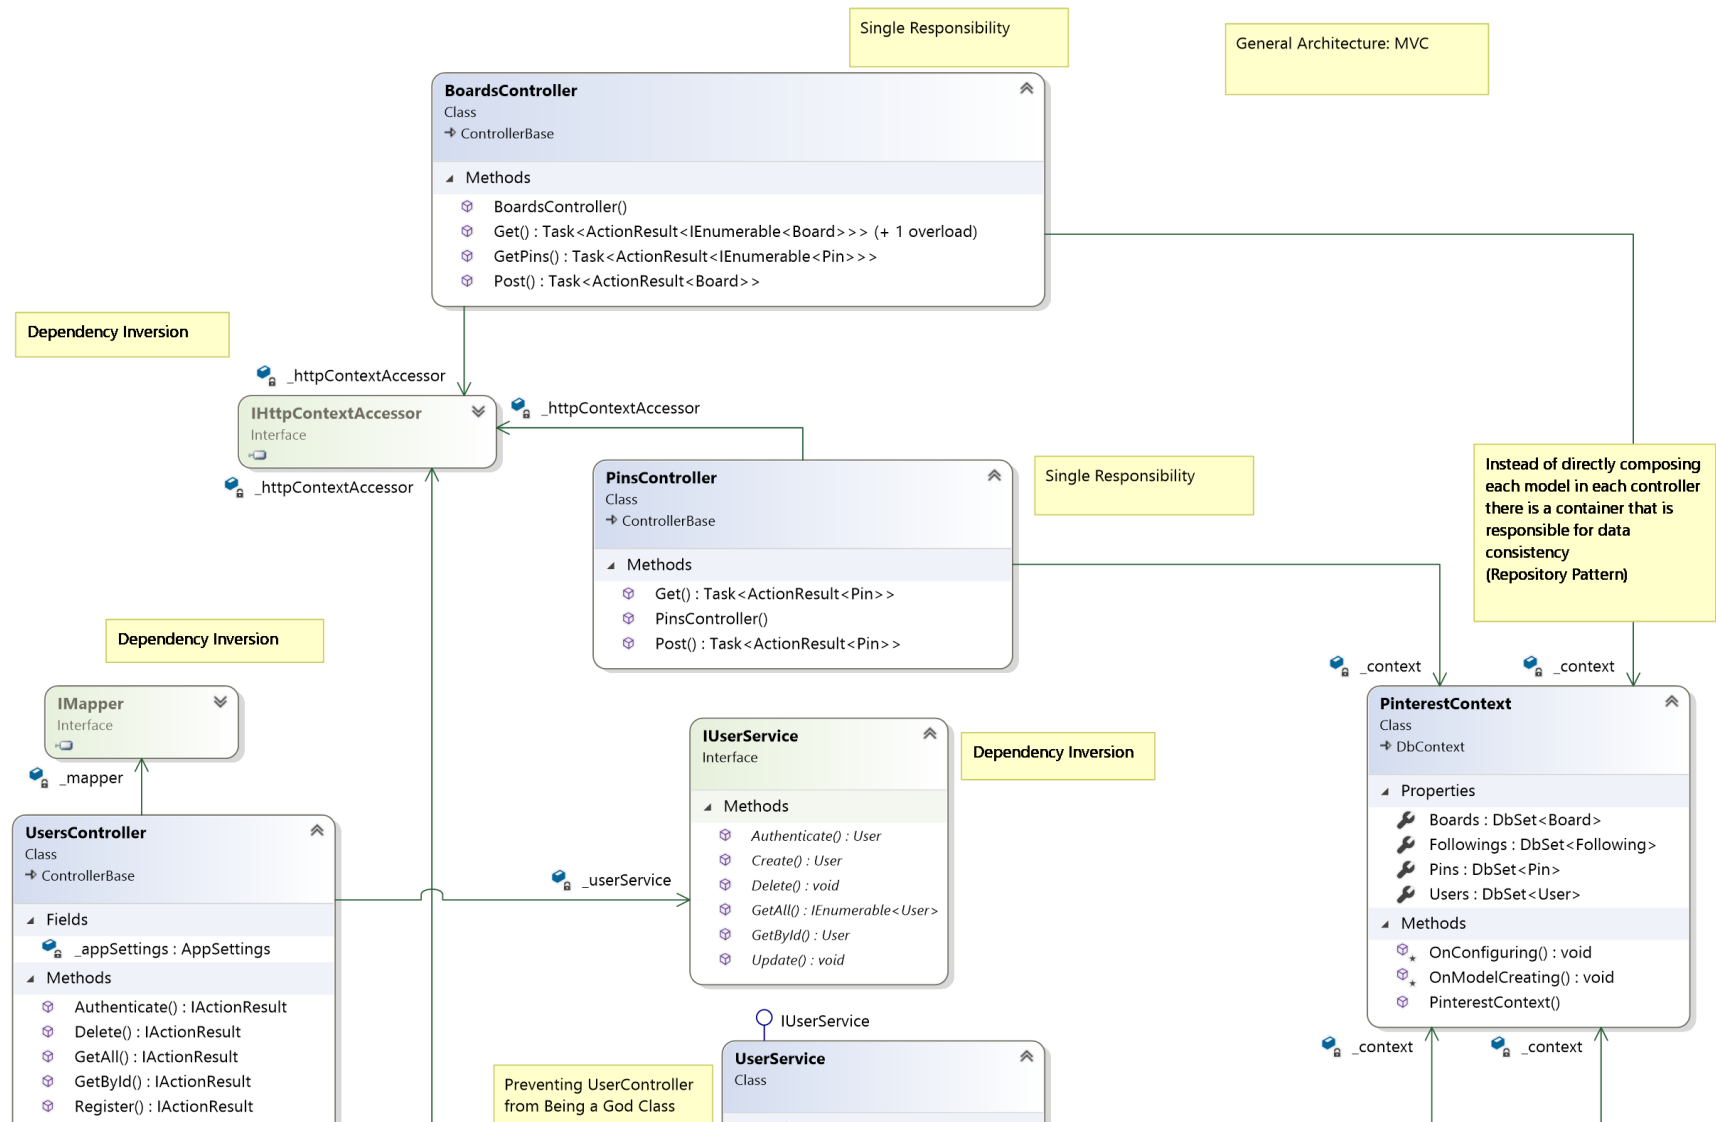 Single Responsibility
General Architecture: MVC
BoardsController
Class
ControllerBase
Methods
BoardsController()
Get() : Task<ActionResult<IEnumerable<Board>>> (+ 1 overload)
GetPins() : Task<ActionResult<IEnumerable<Pin>>>
Post() : Task<ActionResult<Board>>
Dependency Inversion
_httpContextAccessor
IHttpContextAccessor
Interface
_httpContextAccessor
_httpContextAccessor
PinsController
Class
ControllerBase
Methods
Get() : Task<ActionResult<Pin>>
PinsController()
Post() : Task<ActionResult<Pin>>
Single Responsibility
Instead of directly composing
each model in each controller
there is a container that is
responsible for data
consistency
(Repository Pattern)
Dependency Inversion
IMapper
Interface
_mapper
_context
_context
PinterestContext
Class
DbContext
Properties
Boards : DbSet<Board>
Followings : DbSet<Following>
Pins : DbSet<Pin>
Users : DbSet<User>
Methods
OnConfiguring() : void
OnModelCreating() : void
PinterestContext()
_context
_context
IUserService
Interface
Methods
Authenticate() : User
Create() : User
Delete() : void
GetAll() : IEnumerable<User>
GetById() : User
Update() : void
Dependency Inversion
_userService
UsersController
Class
ControllerBase
Fields
_appSettings : AppSettings
Methods
Authenticate() : IActionResult
Delete() : IActionResult
GetAll() : IActionResult
GetById() : IActionResult
Register() : IActionResult
IUserService
UserService
Class
Preventing UserController
from Being a God Class